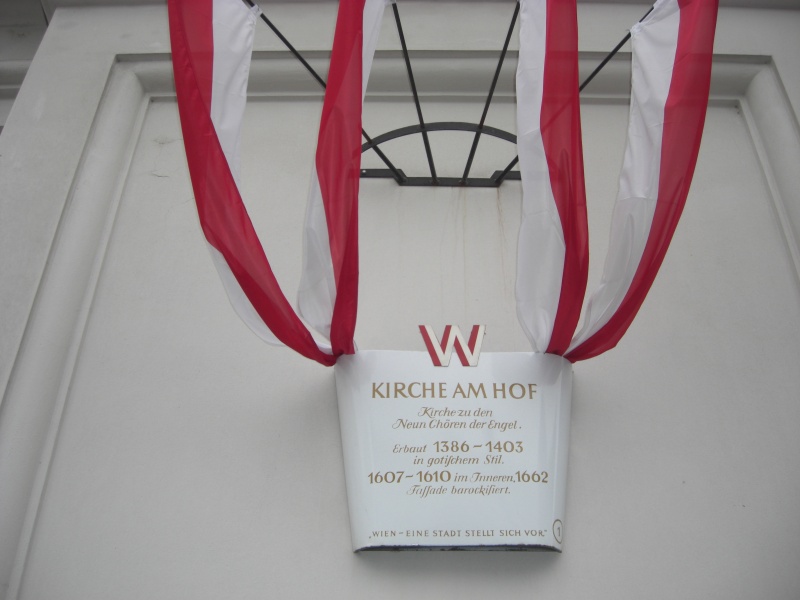 W
KIRCHE AM HOF
Kirche zu den
Neun Chören der Engel.
Erbaut 1386-1403
in gotiſchem Stil.
1607-1610 im Inneren, 1662
Faſſade barockiſiert.
„WIEN - EINE STADT STELLT SICH VOR" 1